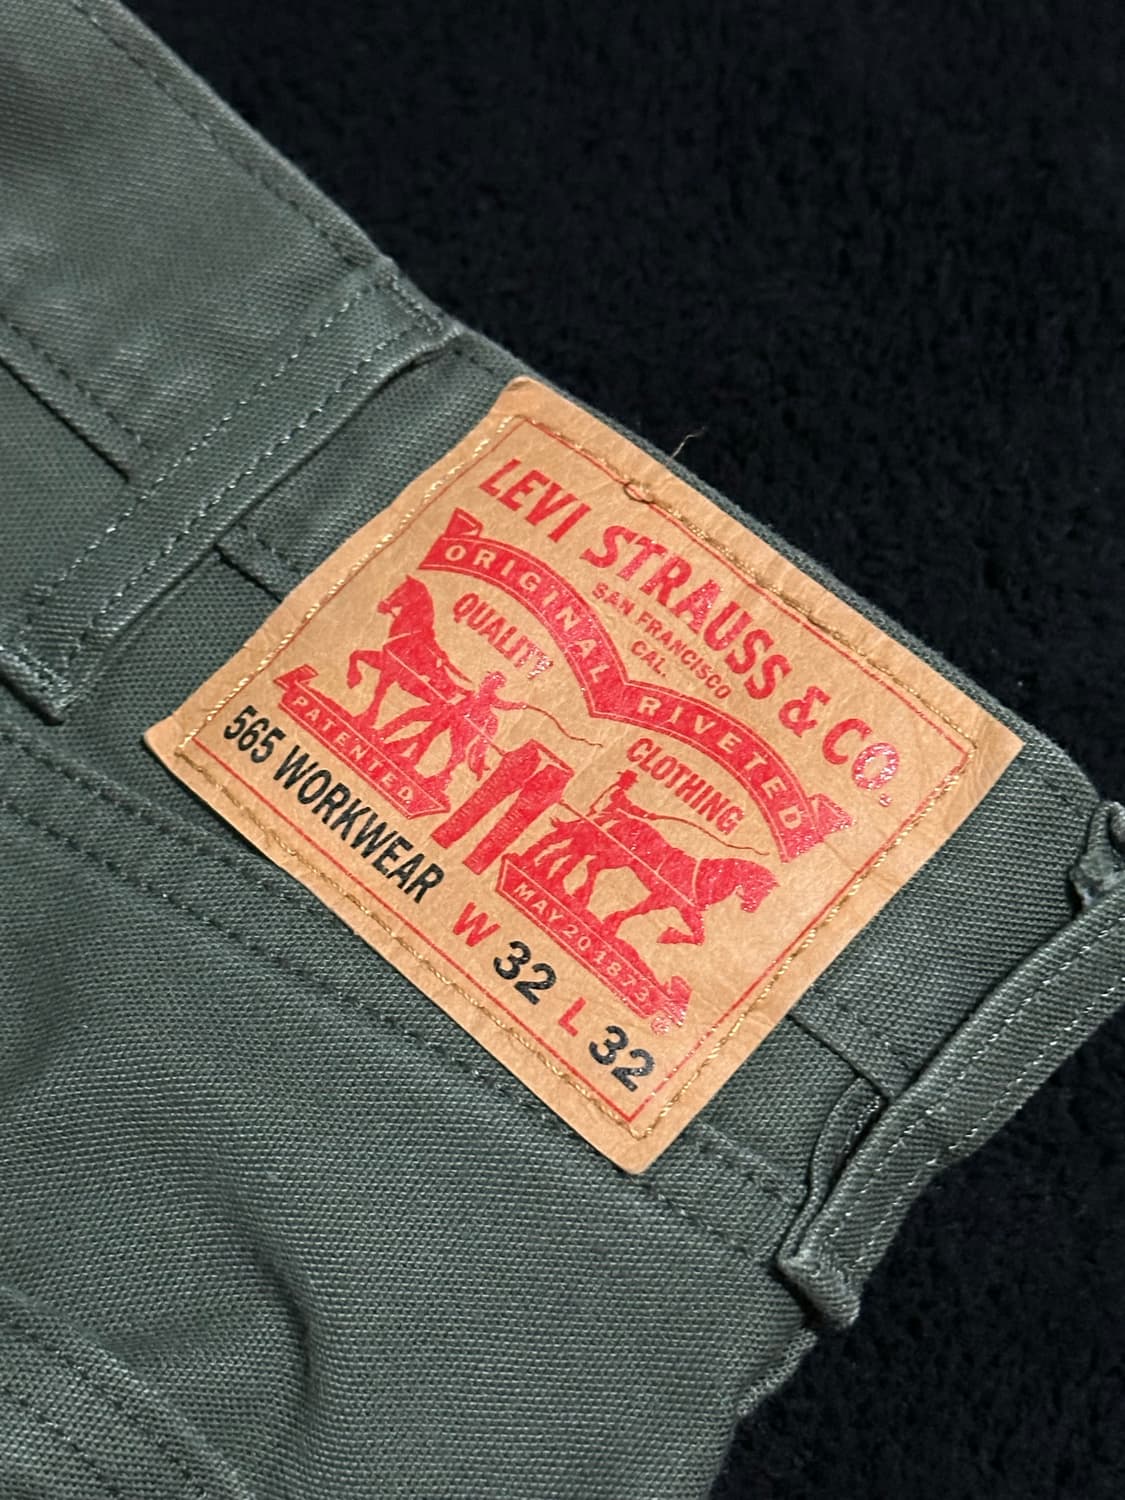 LEVI STRAUSS & CO.
SAN FRANCISCO
CAL.
ORIGINAL RIVETED
QUALITY
CLOTHING
PATENTED
MAY 20 1873
565 WORKWEAR W 32 L 32